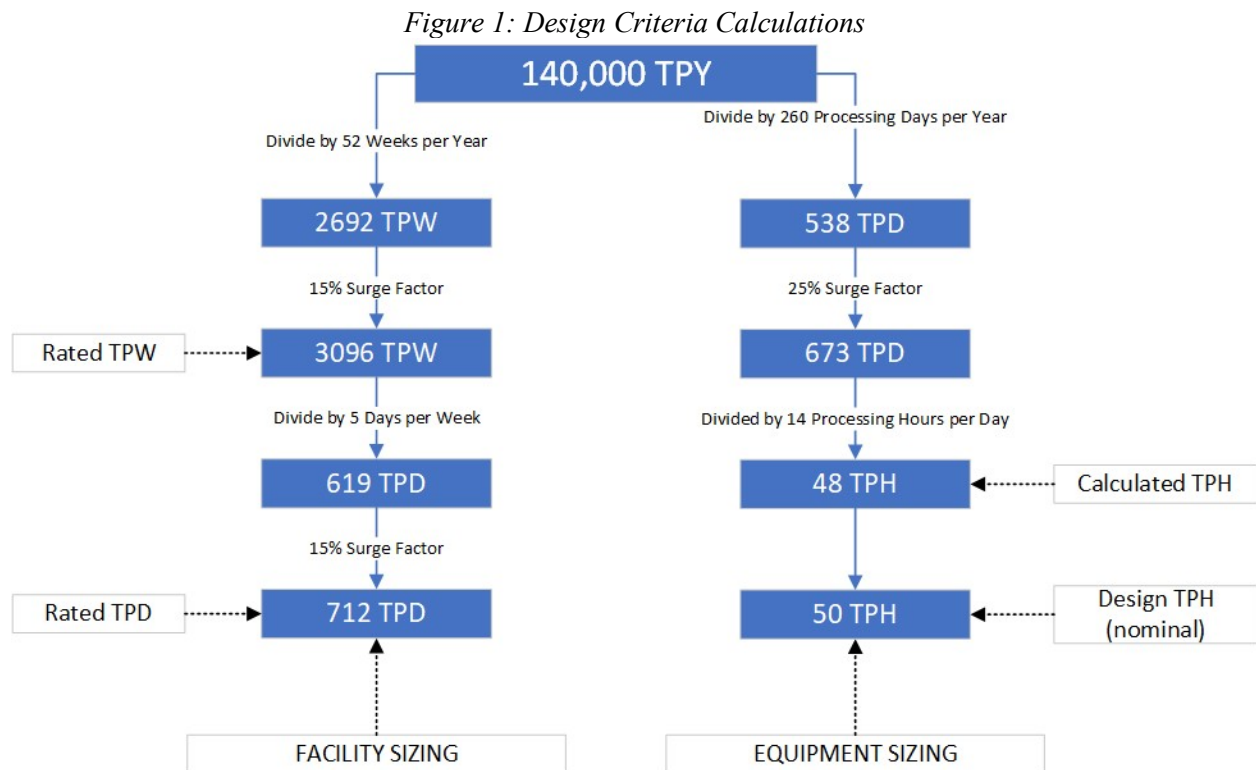 Figure 1: Design Criteria Calculations
140,000 TPY
Divide by 52 Weeks per Year
Divide by 260 Processing Days per Year
2692 TPW
538 TPD
15% Surge Factor
25% Surge Factor
Rated TPW
3096 TPW
673 TPD
Divide by 5 Days per Week
Divided by 14 Processing Hours per Day
619 TPD
48 TPH
Calculated TPH
15% Surge Factor
Rated TPD
712 TPD
50 TPH
Design TPH
(nominal)
FACILITY SIZING
EQUIPMENT SIZING